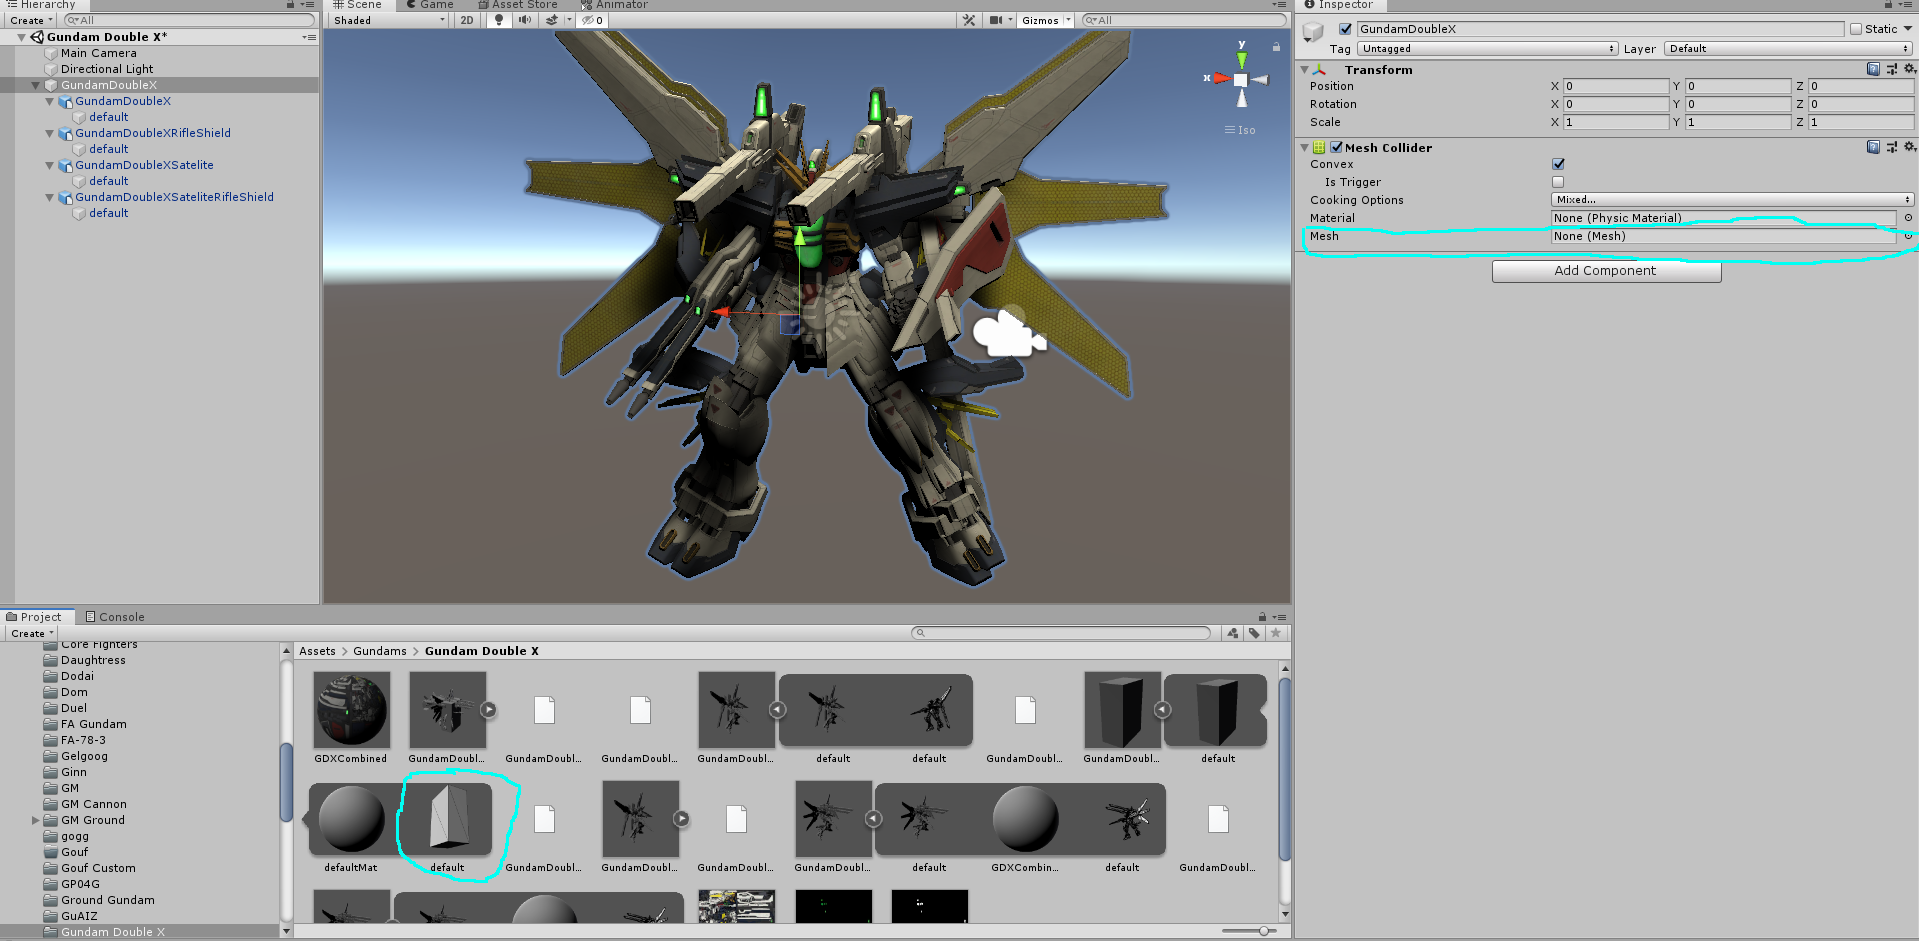 Hierarchy
Create
All
Gundam Double X*
Main Camera
Directional Light
GundamDoubleX
GundamDoubleX
default
GundamDoubleXRifleShield
default
GundamDoubleXSatelite
default
GundamDoubleXSateliteRifleShield
default
Scene
Game
Asset Store
Animator
Shaded
2D
0
Gizmos
All
y
x
Iso
Inspector
GundamDoubleX
Static
Tag Untagged Layer Default
Transform
Position X 0 Y 0 Z 0
Rotation X 0 Y 0 Z 0
Scale X 1 Y 1 Z 1
Mesh Collider
Convex
Is Trigger
Cooking Options Mixed...
Material None (Physic Material)
Mesh None (Mesh)
Add Component
Project
Console
Create
Core Fighters
Daughtress
Dodai
Dom
Duel
FA Gundam
FA-78-3
Gelgoog
Ginn
GM
GM Cannon
GM Ground
gogg
Gouf
Gouf Custom
GP04G
Ground Gundam
GuAIZ
Gundam Double X
Assets > Gundams > Gundam Double X
GDXCombined GundamDoubl... GundamDoubl... GundamDoubl... GundamDoubl... default default GundamDoubl... GundamDoubl... default
defaultMat default GundamDoubl... GundamDoubl... GundamDoubl... GundamDoubl... default GDXCombin... default GundamDoubl...